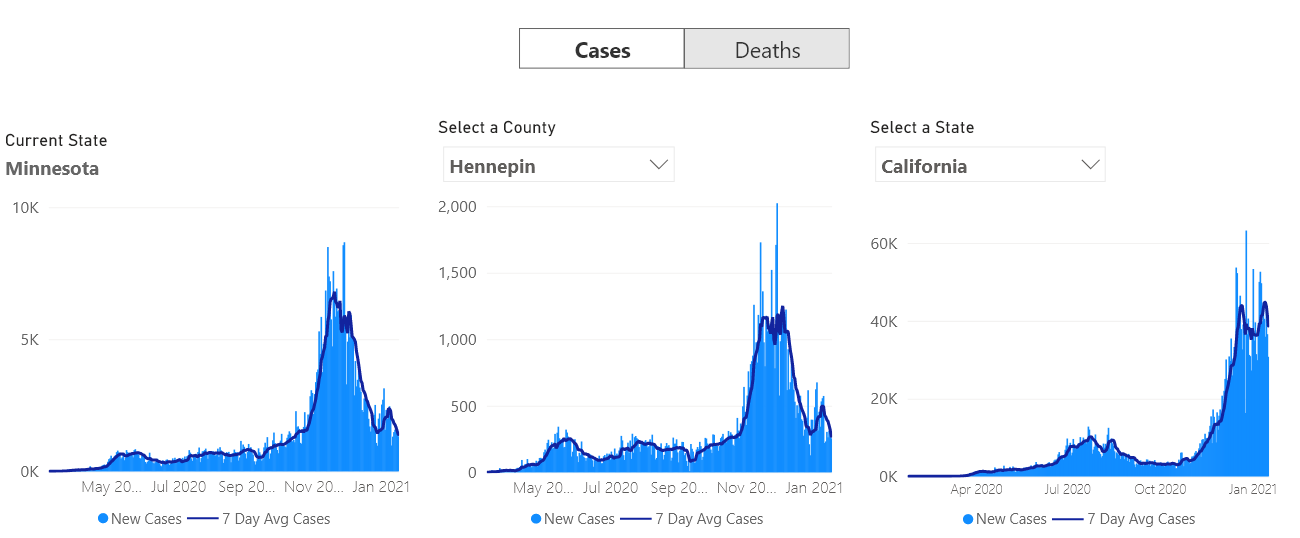 Cases Deaths
Current State
Minnesota
10K
5K
0K
May 20... Jul 2020 Sep 20... Nov 20... Jan 2021
New Cases 7 Day Avg Cases
Select a County
Hennepin
2,000
1,500
1,000
500
0
May 20... Jul 2020 Sep 20... Nov 20... Jan 2021
New Cases 7 Day Avg Cases
Select a State
California
60K
40K
20K
0K
Apr 2020 Jul 2020 Oct 2020 Jan 2021
New Cases 7 Day Avg Cases